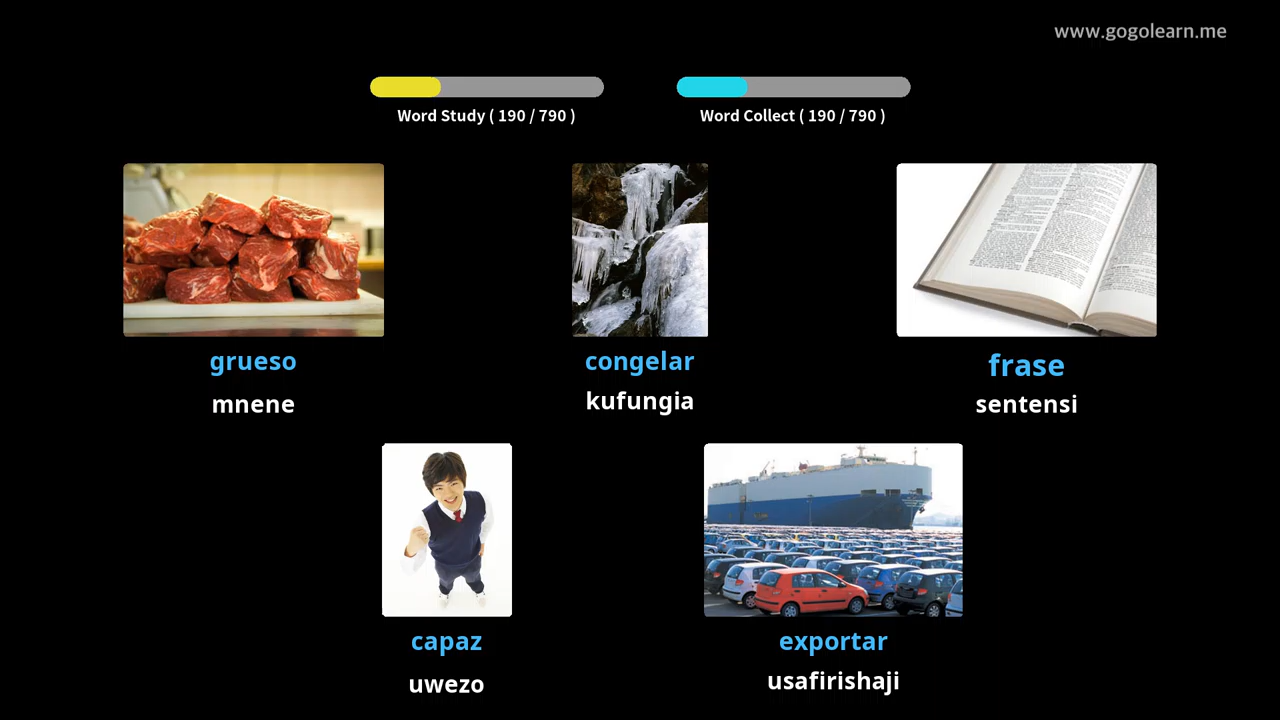 www.gogolearn.me
Word Study ( 190 / 790 )
Word Collect ( 190 / 790 )
grueso
mnene
congelar
kufungia
frase
sentensi
capaz
uwezo
exportar
usafirishaji